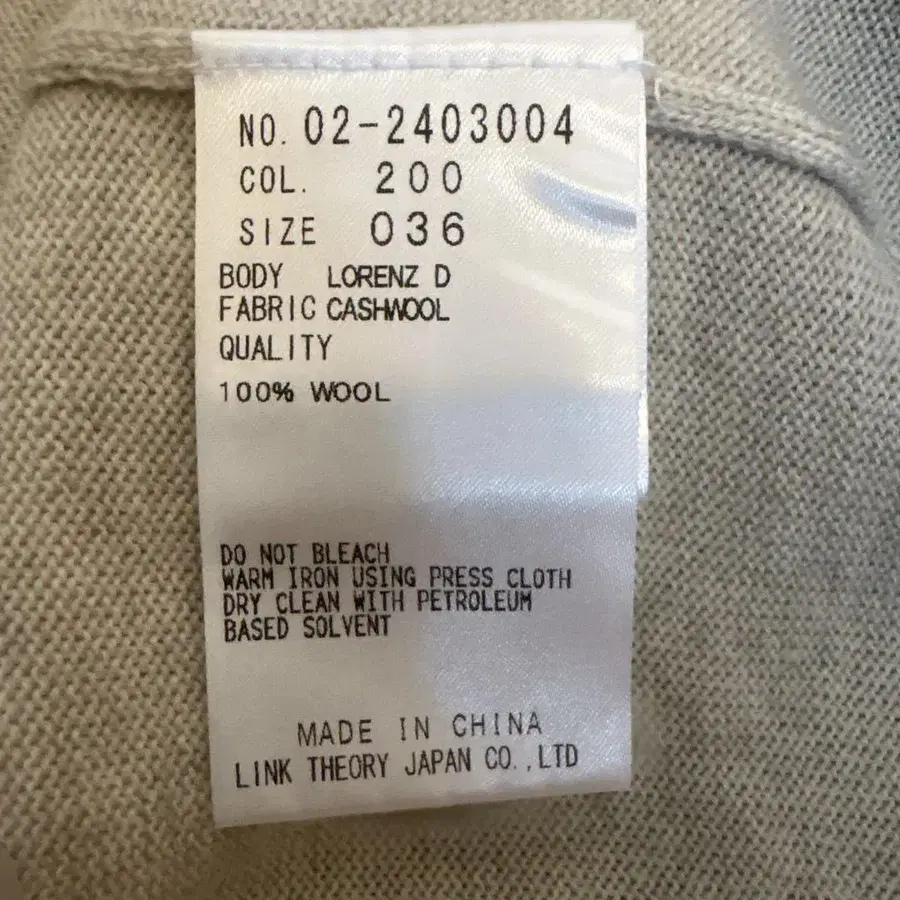 NO. 02-2403004
COL. 200
SIZE 036
BODY LORENZ D
FABRIC CASHWOOL
QUALITY
100% WOOL
DO NOT BLEACH
WARM IRON USING PRESS CLOTH
DRY CLEAN WITH PETROLEUM
BASED SOLVENT
MADE IN CHINA
LINK THEORY JAPAN CO.,LTD